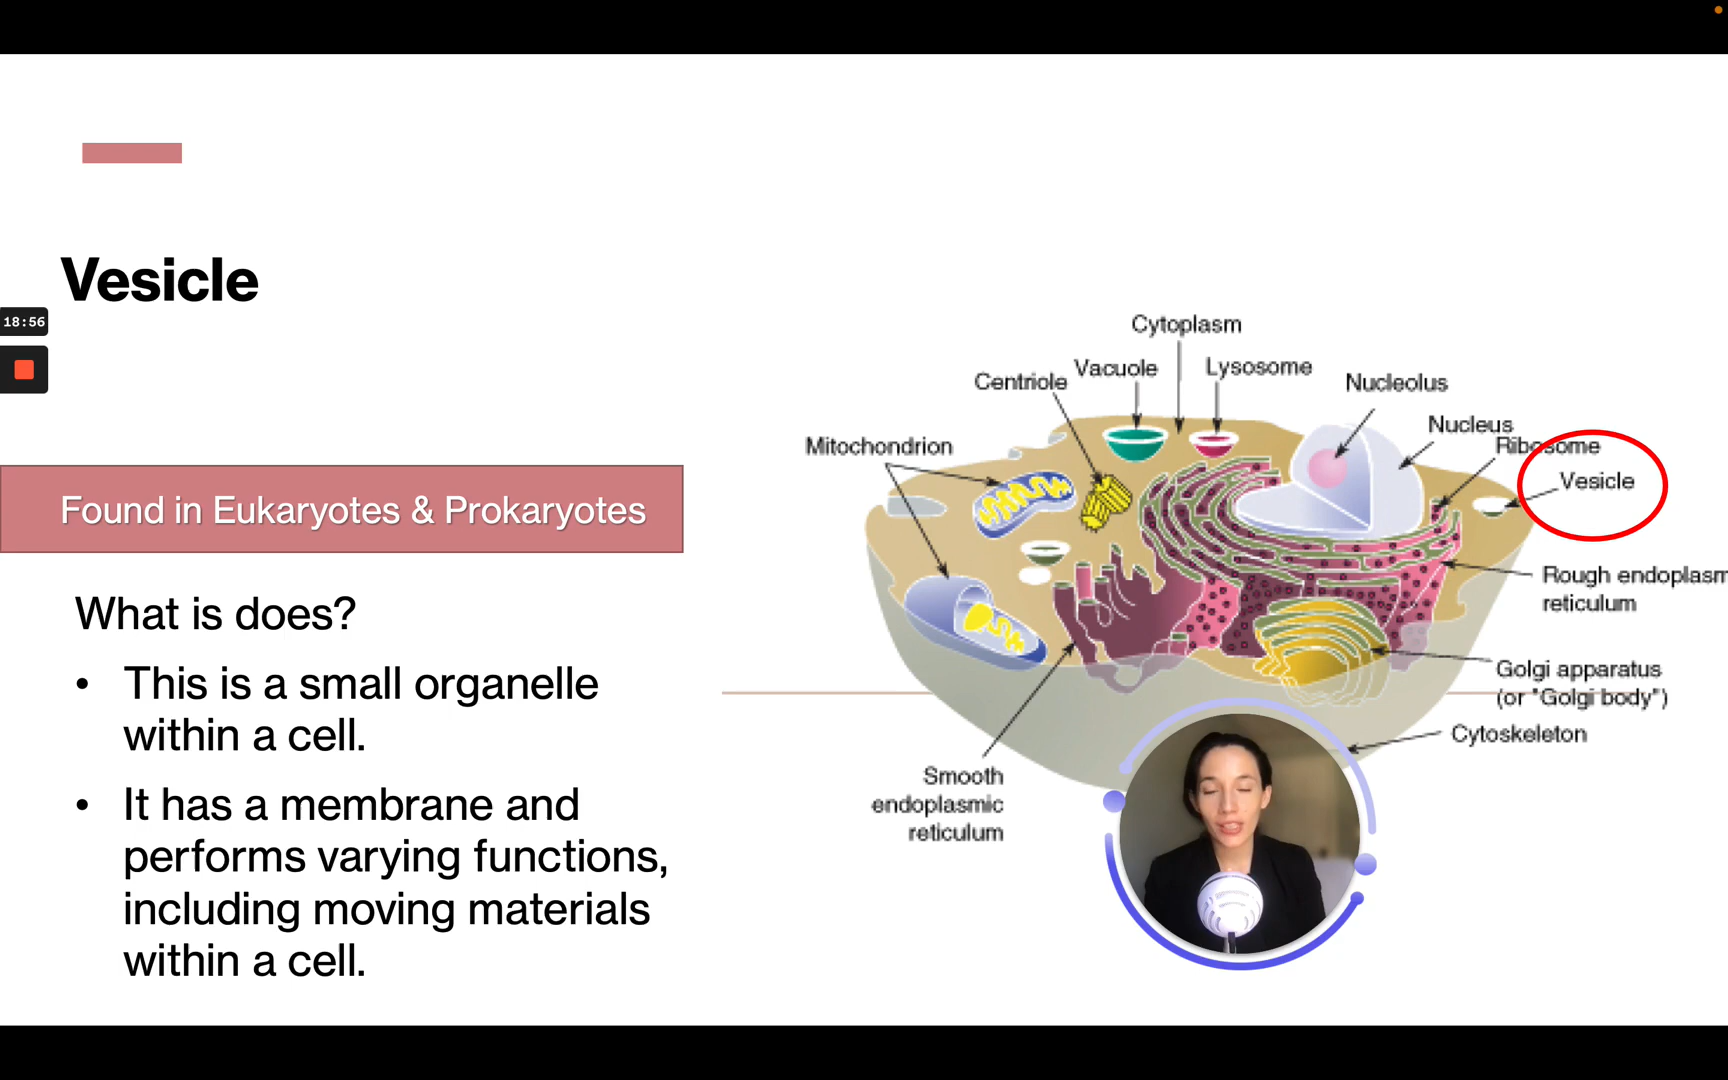 Vesicle
18:56
Found in Eukaryotes & Prokaryotes
What is does?
• This is a small organelle
within a cell.
• It has a membrane and
performs varying functions,
including moving materials
within a cell.
Cytoplasm
Vacuole
Lysosome
Centriole
Nucleolus
Nucleus
Mitochondrion
Ribosome
Vesicle
Rough endoplasm
reticulum
Golgi apparatus
(or "Golgi body")
Cytoskeleton
Smooth
endoplasmic
reticulum